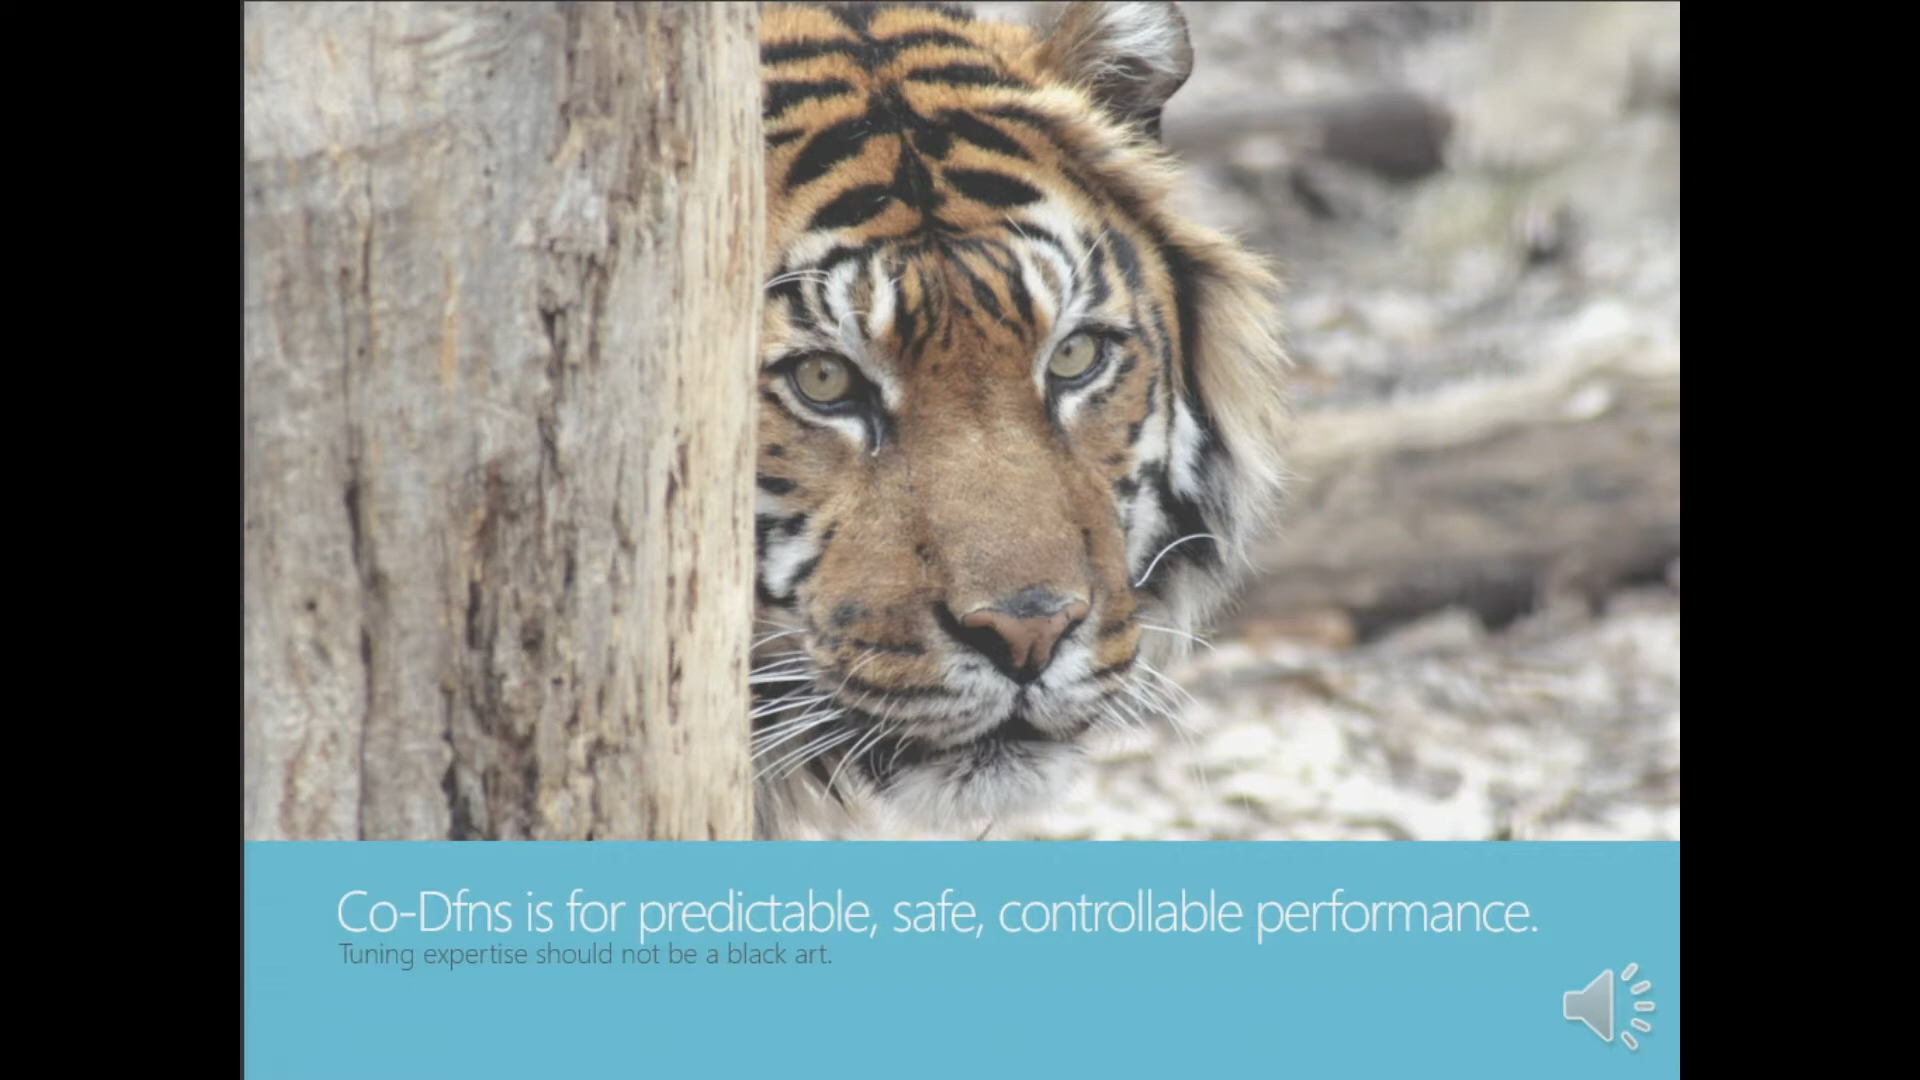 Co-Dfns is for predictable, safe, controllable performance.
Tuning expertise should not be a black art.